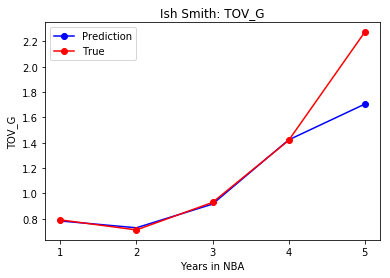 Ish Smith: TOV_G
Prediction
True
TOV_G
2.2
2.0
1.8
1.6
1.4
1.2
1.0
0.8
1 2 3 4 5
Years in NBA